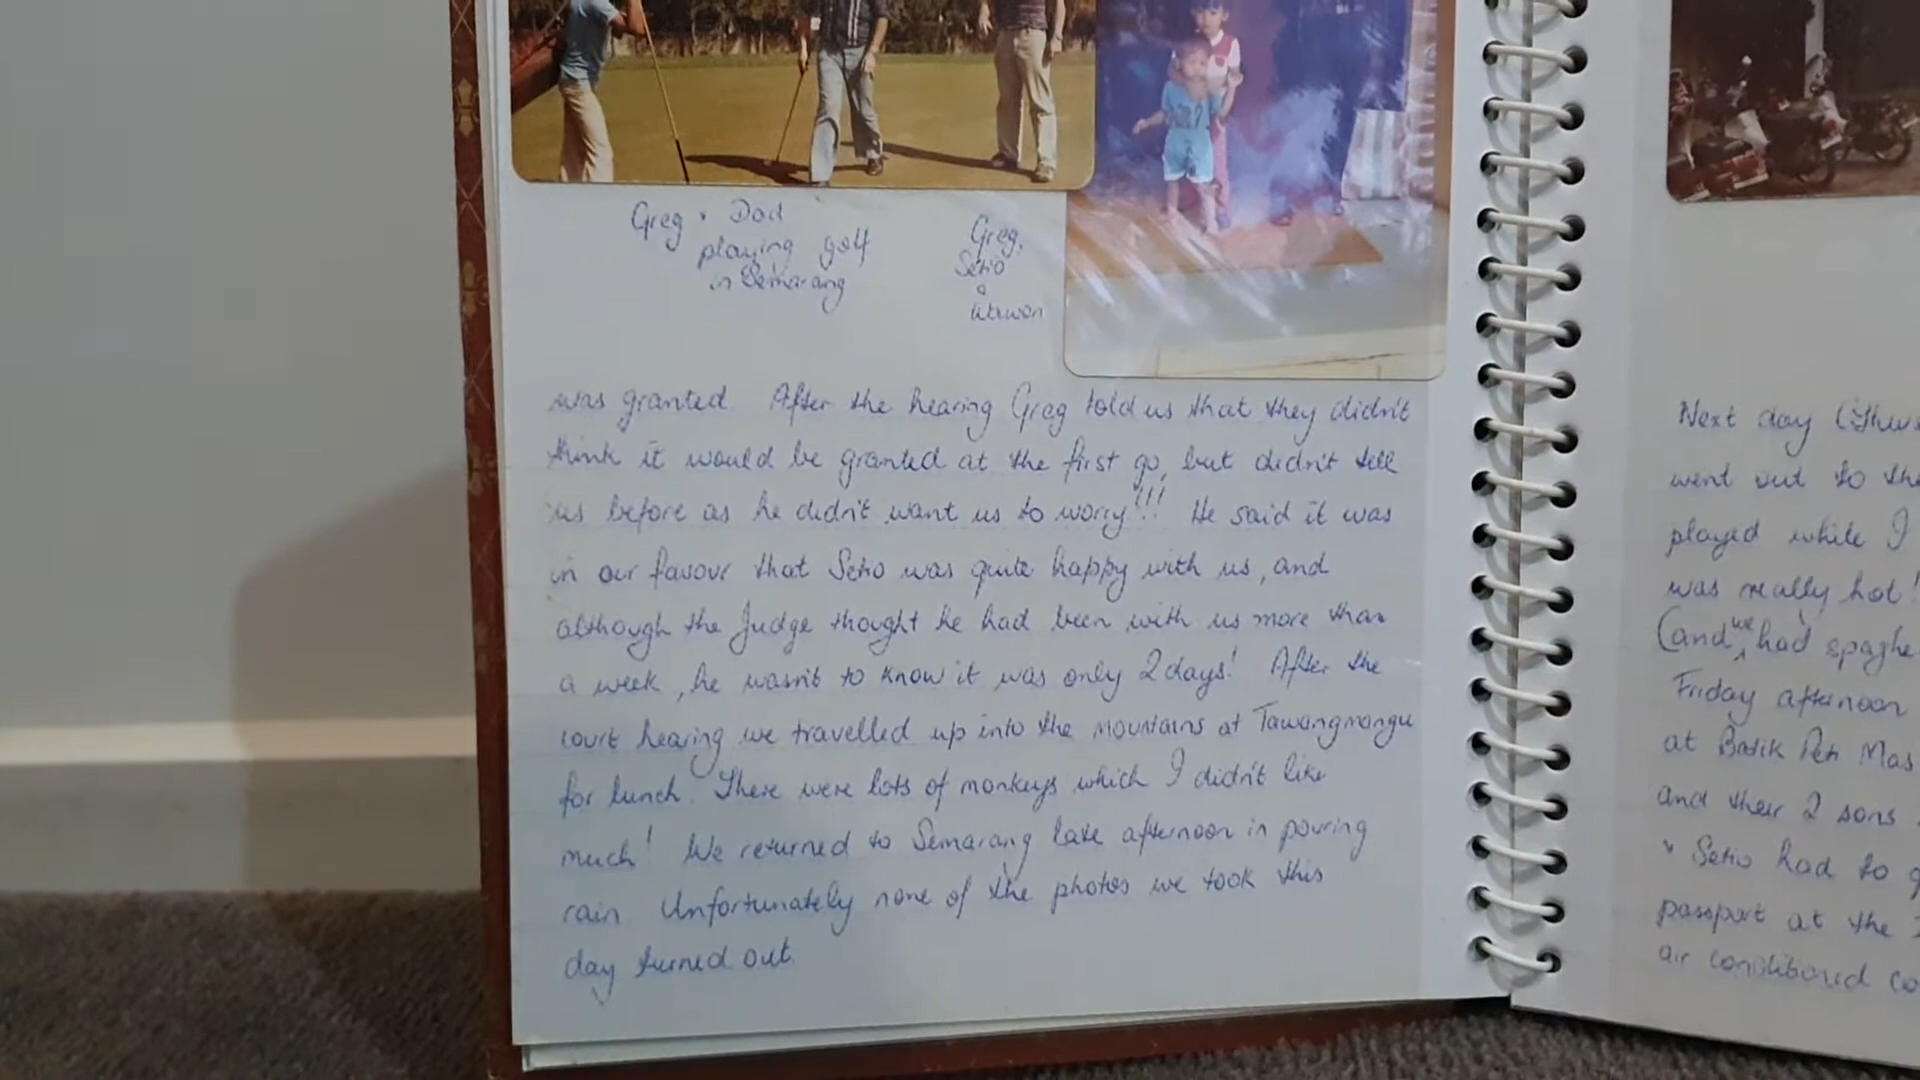 Greg & Dad
playing golf
in Semarang
Greg,
Setio
&
was granted. After the hearing Greg told us that they didn't
think it would be granted at the first go, but didn't tell
us before as he didn't want us to worry!!! He said it was
in our favour that Setio was quite happy with us, and
although the Judge thought he had been with us more than
a week, he wasn't to know it was only 2 days! After the
court hearing we travelled up into the mountains at Tawangmangu
for lunch. There were lots of monkeys which I didn't like
much! We returned to Semarang late afternoon in pouring
rain. Unfortunately none of the photos we took this
day turned out.
Next day
went out to the
played while I
was really hot!
(and we had
Friday afternoon
at Batik
and their 2 sons
& Setio had to
passport at the
air conditioned